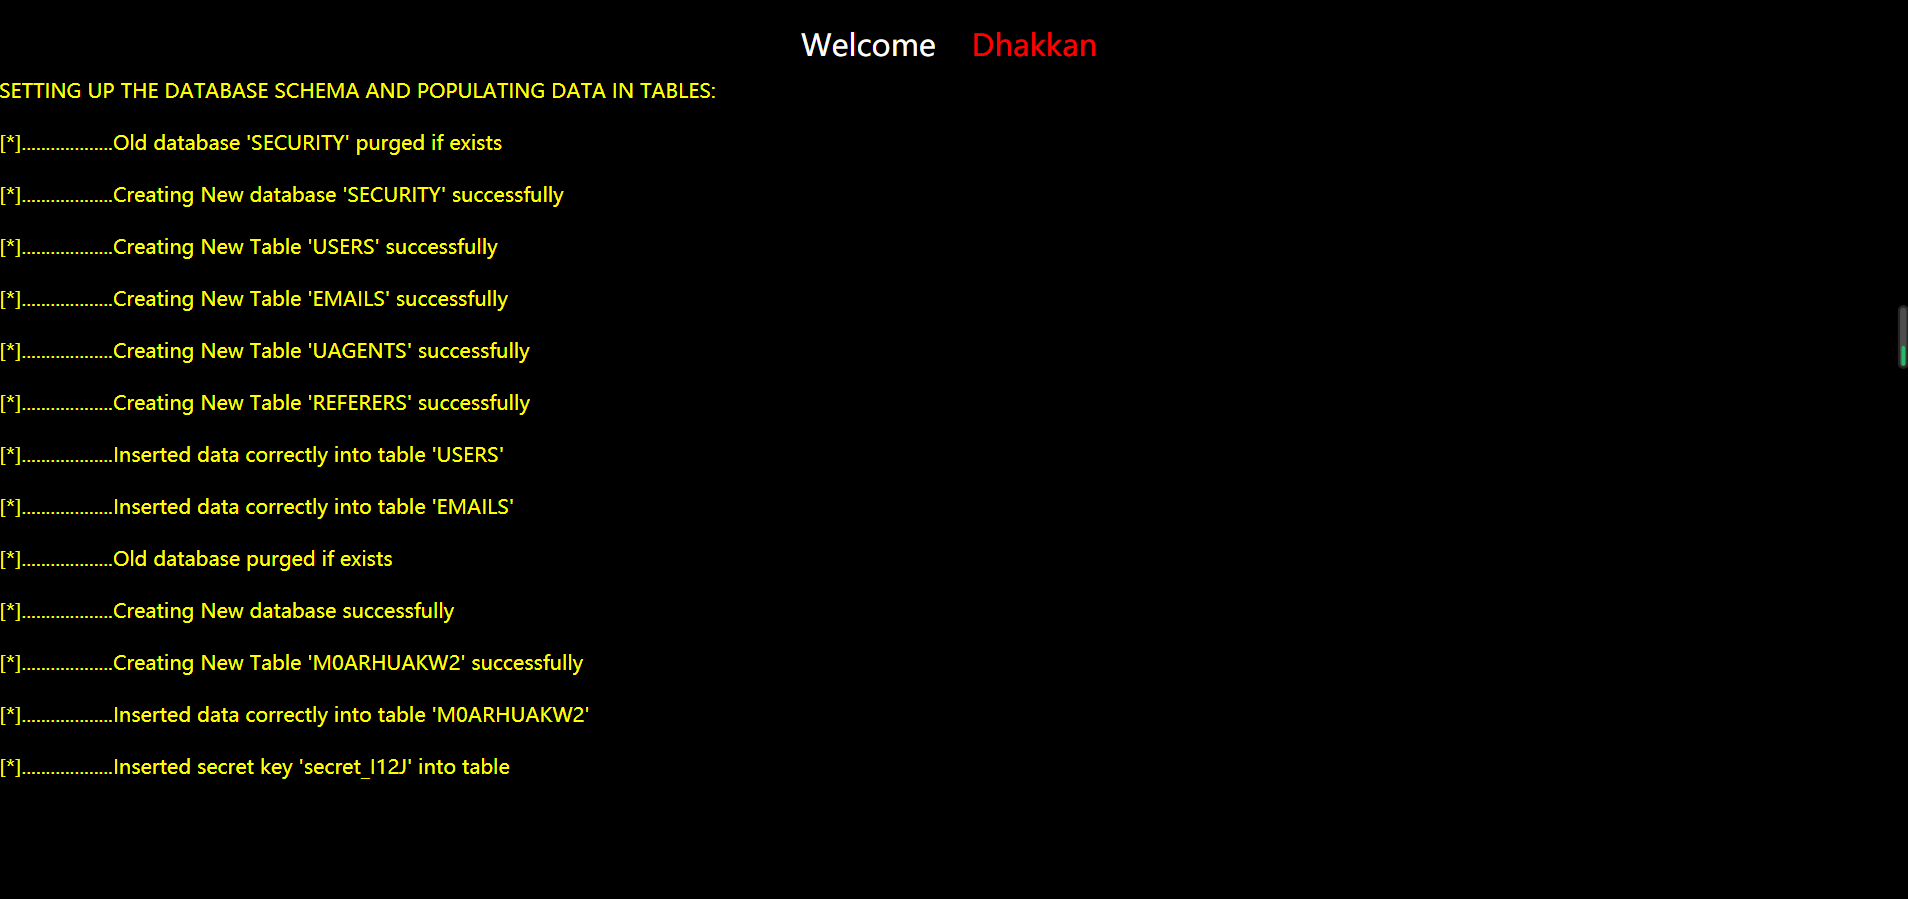 Welcome Dhakkan
SETTING UP THE DATABASE SCHEMA AND POPULATING DATA IN TABLES:
[*]...................Old database 'SECURITY' purged if exists
[*]...................Creating New database 'SECURITY' successfully
[*]...................Creating New Table 'USERS' successfully
[*]...................Creating New Table 'EMAILS' successfully
[*]...................Creating New Table 'UAGENTS' successfully
[*]...................Creating New Table 'REFERERS' successfully
[*]...................Inserted data correctly into table 'USERS'
[*]...................Inserted data correctly into table 'EMAILS'
[*]...................Old database purged if exists
[*]...................Creating New database successfully
[*]...................Creating New Table 'M0ARHUAKW2' successfully
[*]...................Inserted data correctly into table 'M0ARHUAKW2'
[*]...................Inserted secret key 'secret_I12J' into table